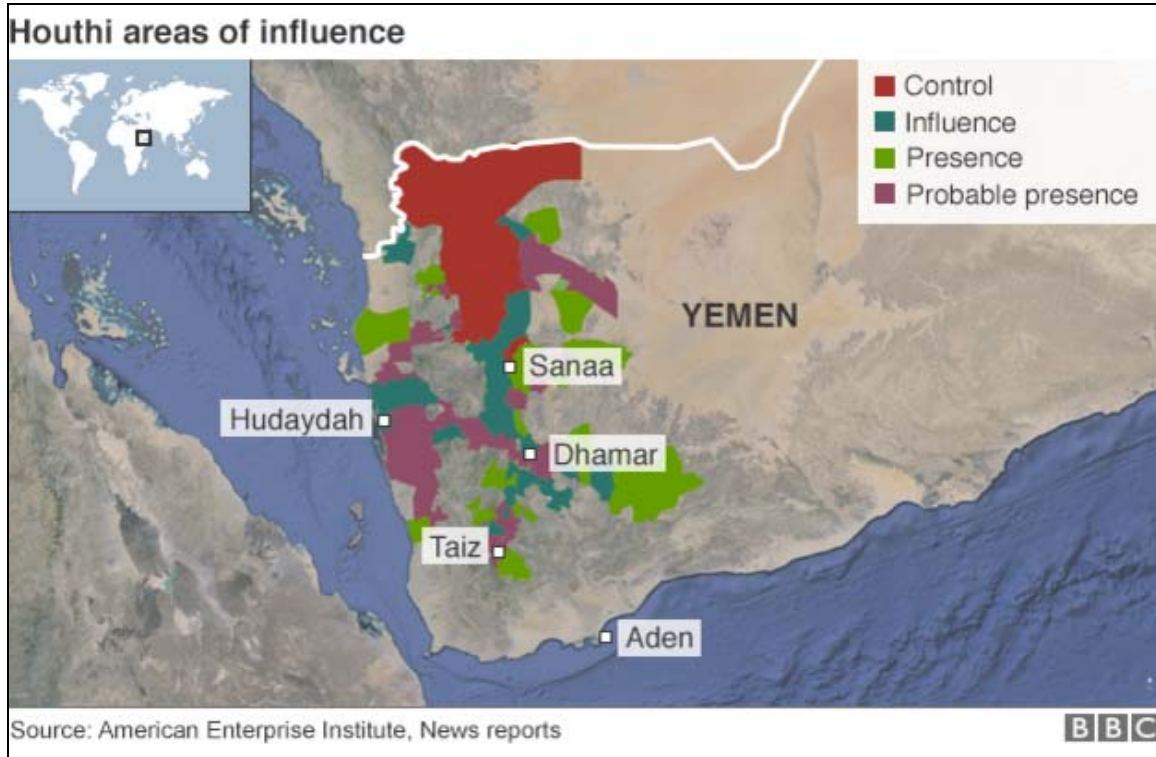 Houthi areas of influence
Control
Influence
Presence
Probable presence
YEMEN
Sanaa
Hudaydah
Dhamar
Taiz
Aden
Source: American Enterprise Institute, News reports
BBC